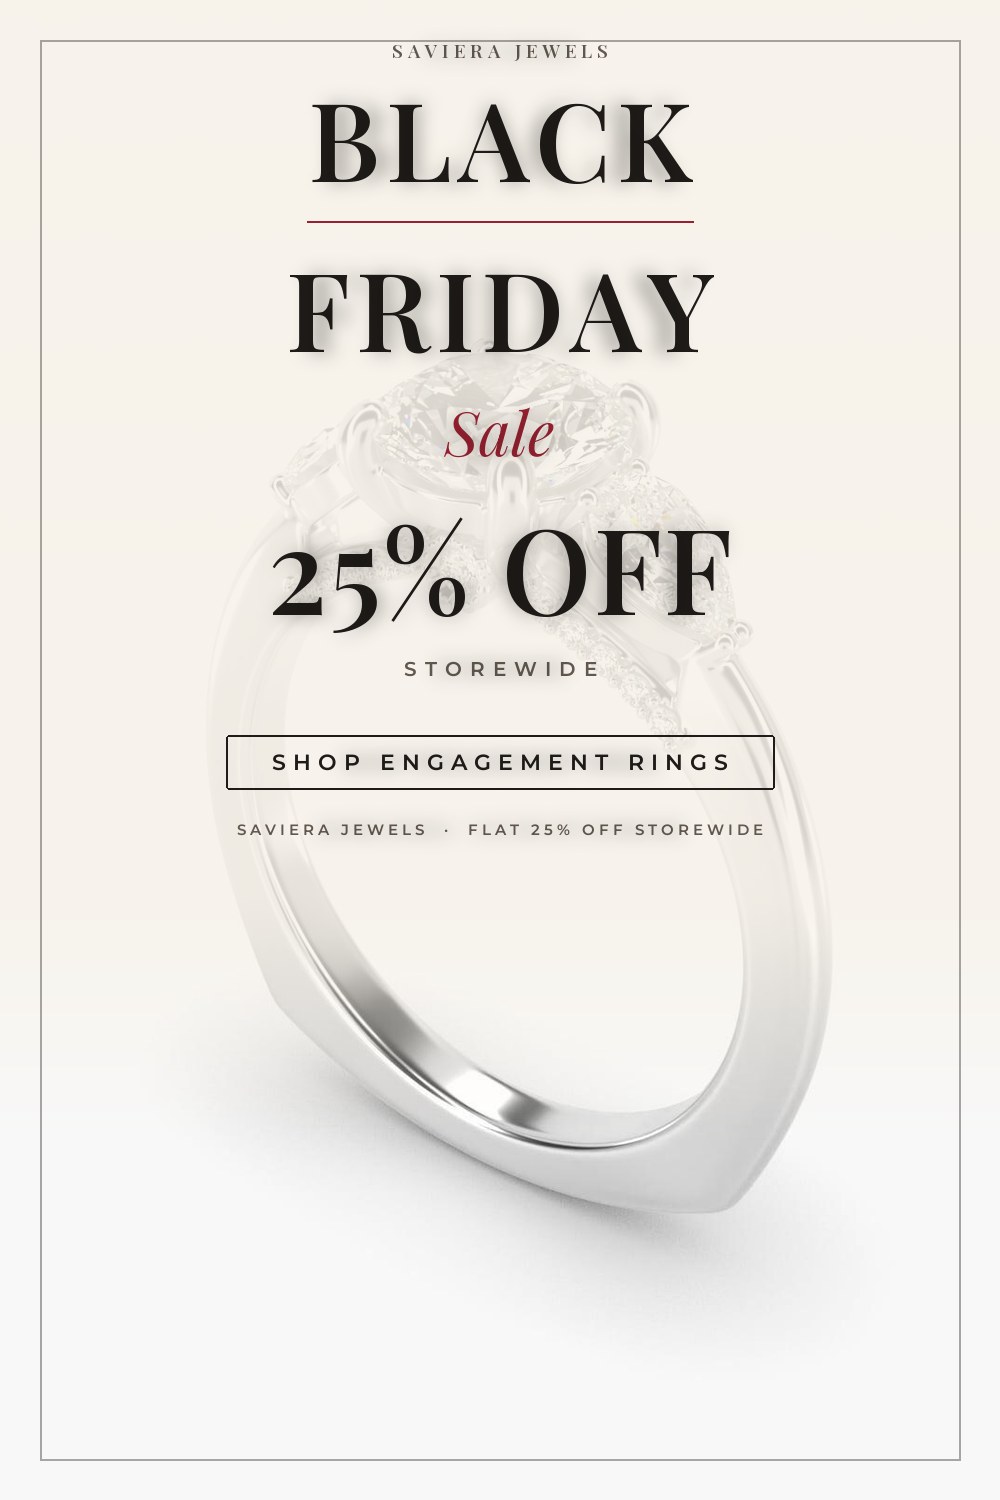 SAVIERA JEWELS
BLACK
FRIDAY
Sale
25% OFF
STOREWIDE
SHOP ENGAGEMENT RINGS
SAVIERA JEWELS · FLAT 25% OFF STOREWIDE